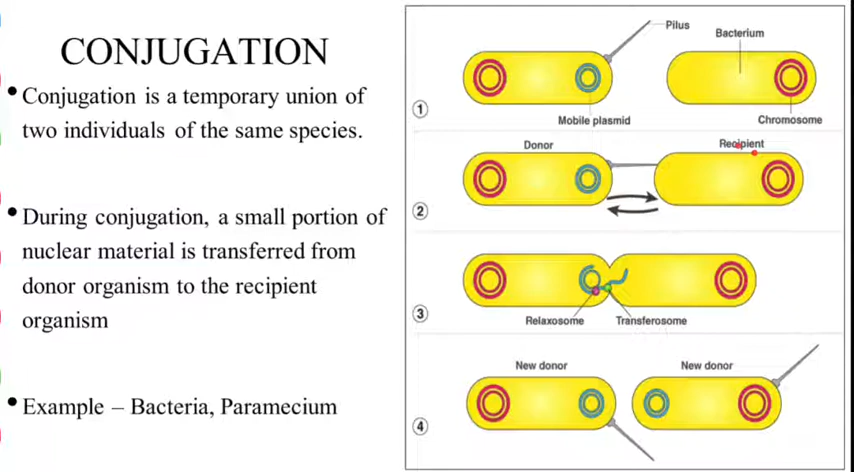 CONJUGATION
• Conjugation is a temporary union of
two individuals of the same species.
• During conjugation, a small portion of
nuclear material is transferred from
donor organism to the recipient
organism
• Example – Bacteria, Paramecium
Pilus
Bacterium
1
Mobile plasmid
Chromosome
Donor
Recipient
2
3
Relaxosome
Transferosome
New donor
New donor
4